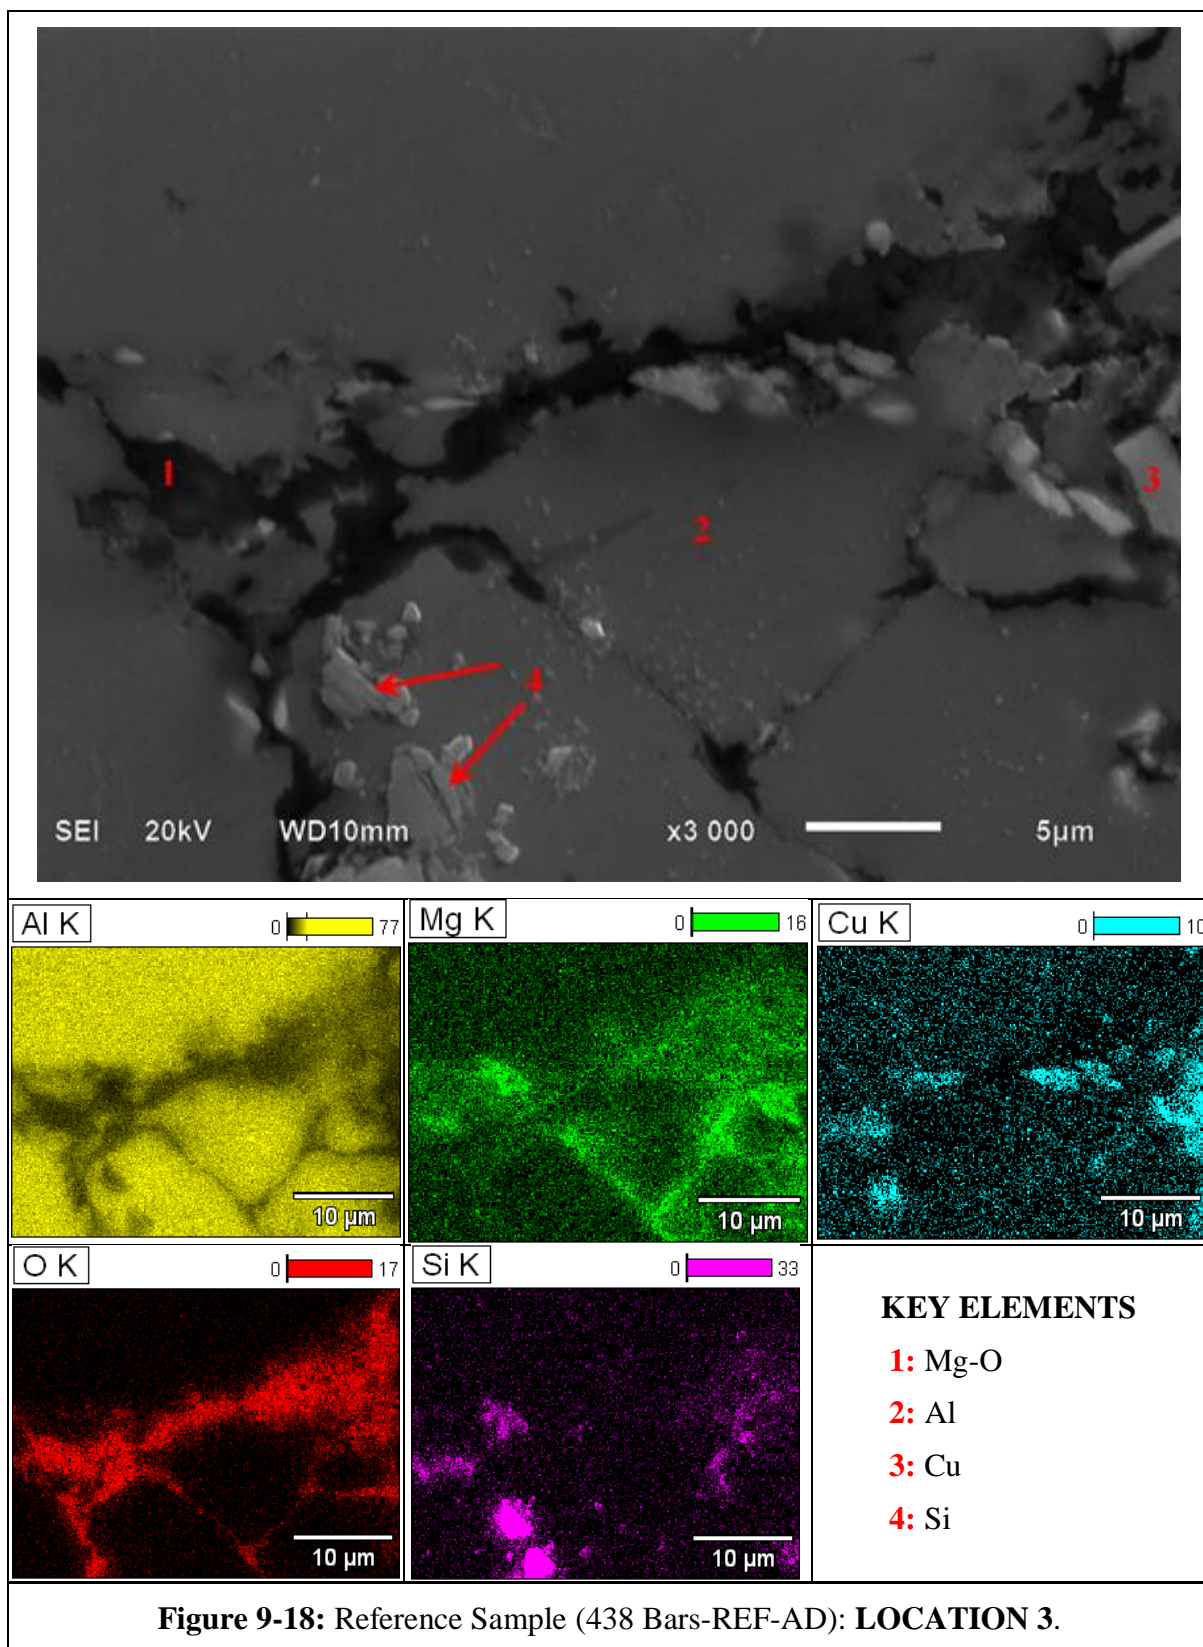 1
2
3
4
SEI 20kV WD10mm x3 000 5µm
Al K 0 77
Mg K 0 16
Cu K 0 10
10 µm
10 µm
10 µm
O K 0 17
Si K 0 33
10 µm
10 µm
KEY ELEMENTS
1: Mg-O
2: Al
3: Cu
4: Si
Figure 9-18: Reference Sample (438 Bars-REF-AD): LOCATION 3.